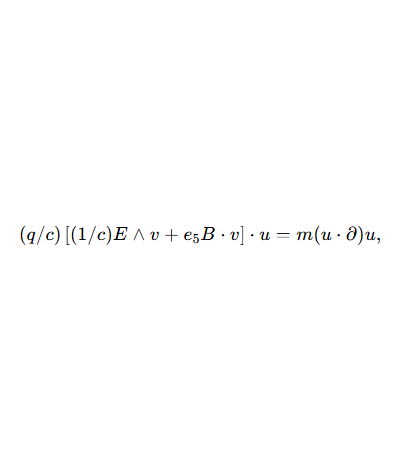 (q/c) [(1/c)E ∧ v + e₅B · v] · u = m(u · ∂)u,